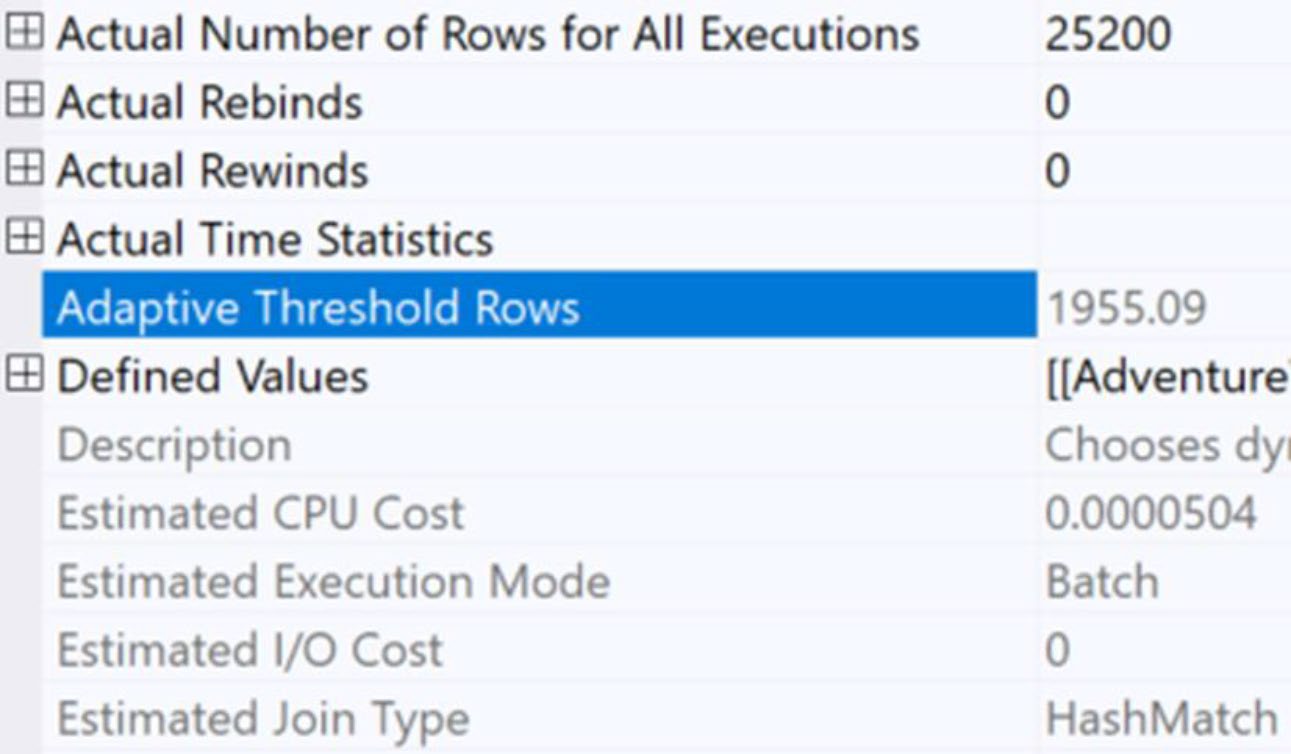 Actual Number of Rows for All Executions 25200
Actual Rebinds 0
Actual Rewinds 0
Actual Time Statistics
Adaptive Threshold Rows 1955.09
Defined Values [[Adventure
Description Chooses
Estimated CPU Cost 0.0000504
Estimated Execution Mode Batch
Estimated I/O Cost 0
Estimated Join Type HashMatch